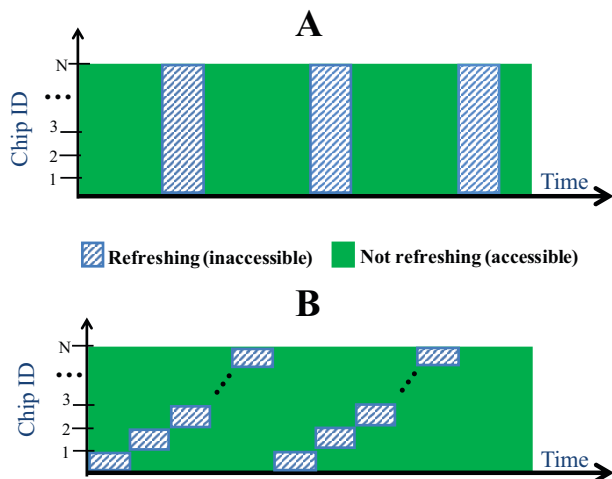 A
N
Chip ID
3
2
1
Time
Refreshing (inaccessible)
Not refreshing (accessible)
B
N
Chip ID
3
2
1
Time